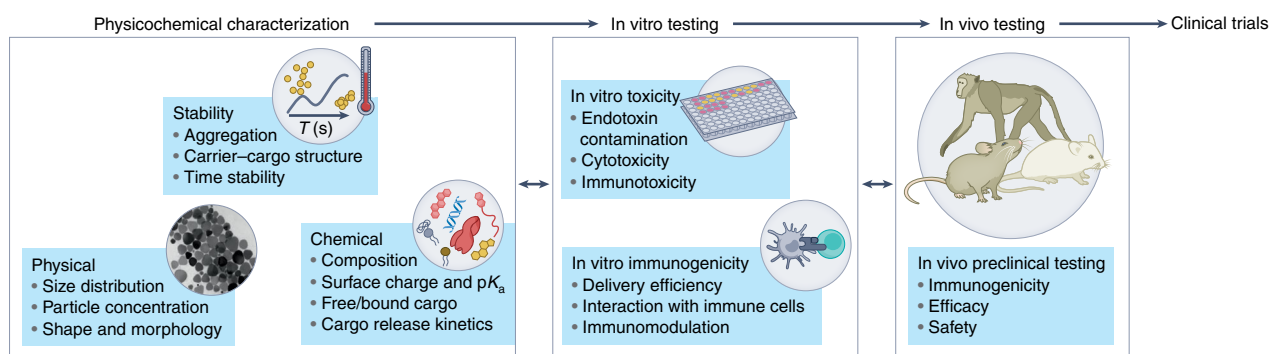 Physicochemical characterization
In vitro testing
In vivo testing
Clinical trials
T (s)
Stability
• Aggregation
• Carrier–cargo structure
• Time stability
Physical
• Size distribution
• Particle concentration
• Shape and morphology
Chemical
• Composition
• Surface charge and pKa
• Free/bound cargo
• Cargo release kinetics
In vitro toxicity
• Endotoxin
contamination
• Cytotoxicity
• Immunotoxicity
In vitro immunogenicity
• Delivery efficiency
• Interaction with immune cells
• Immunomodulation
In vivo preclinical testing
• Immunogenicity
• Efficacy
• Safety